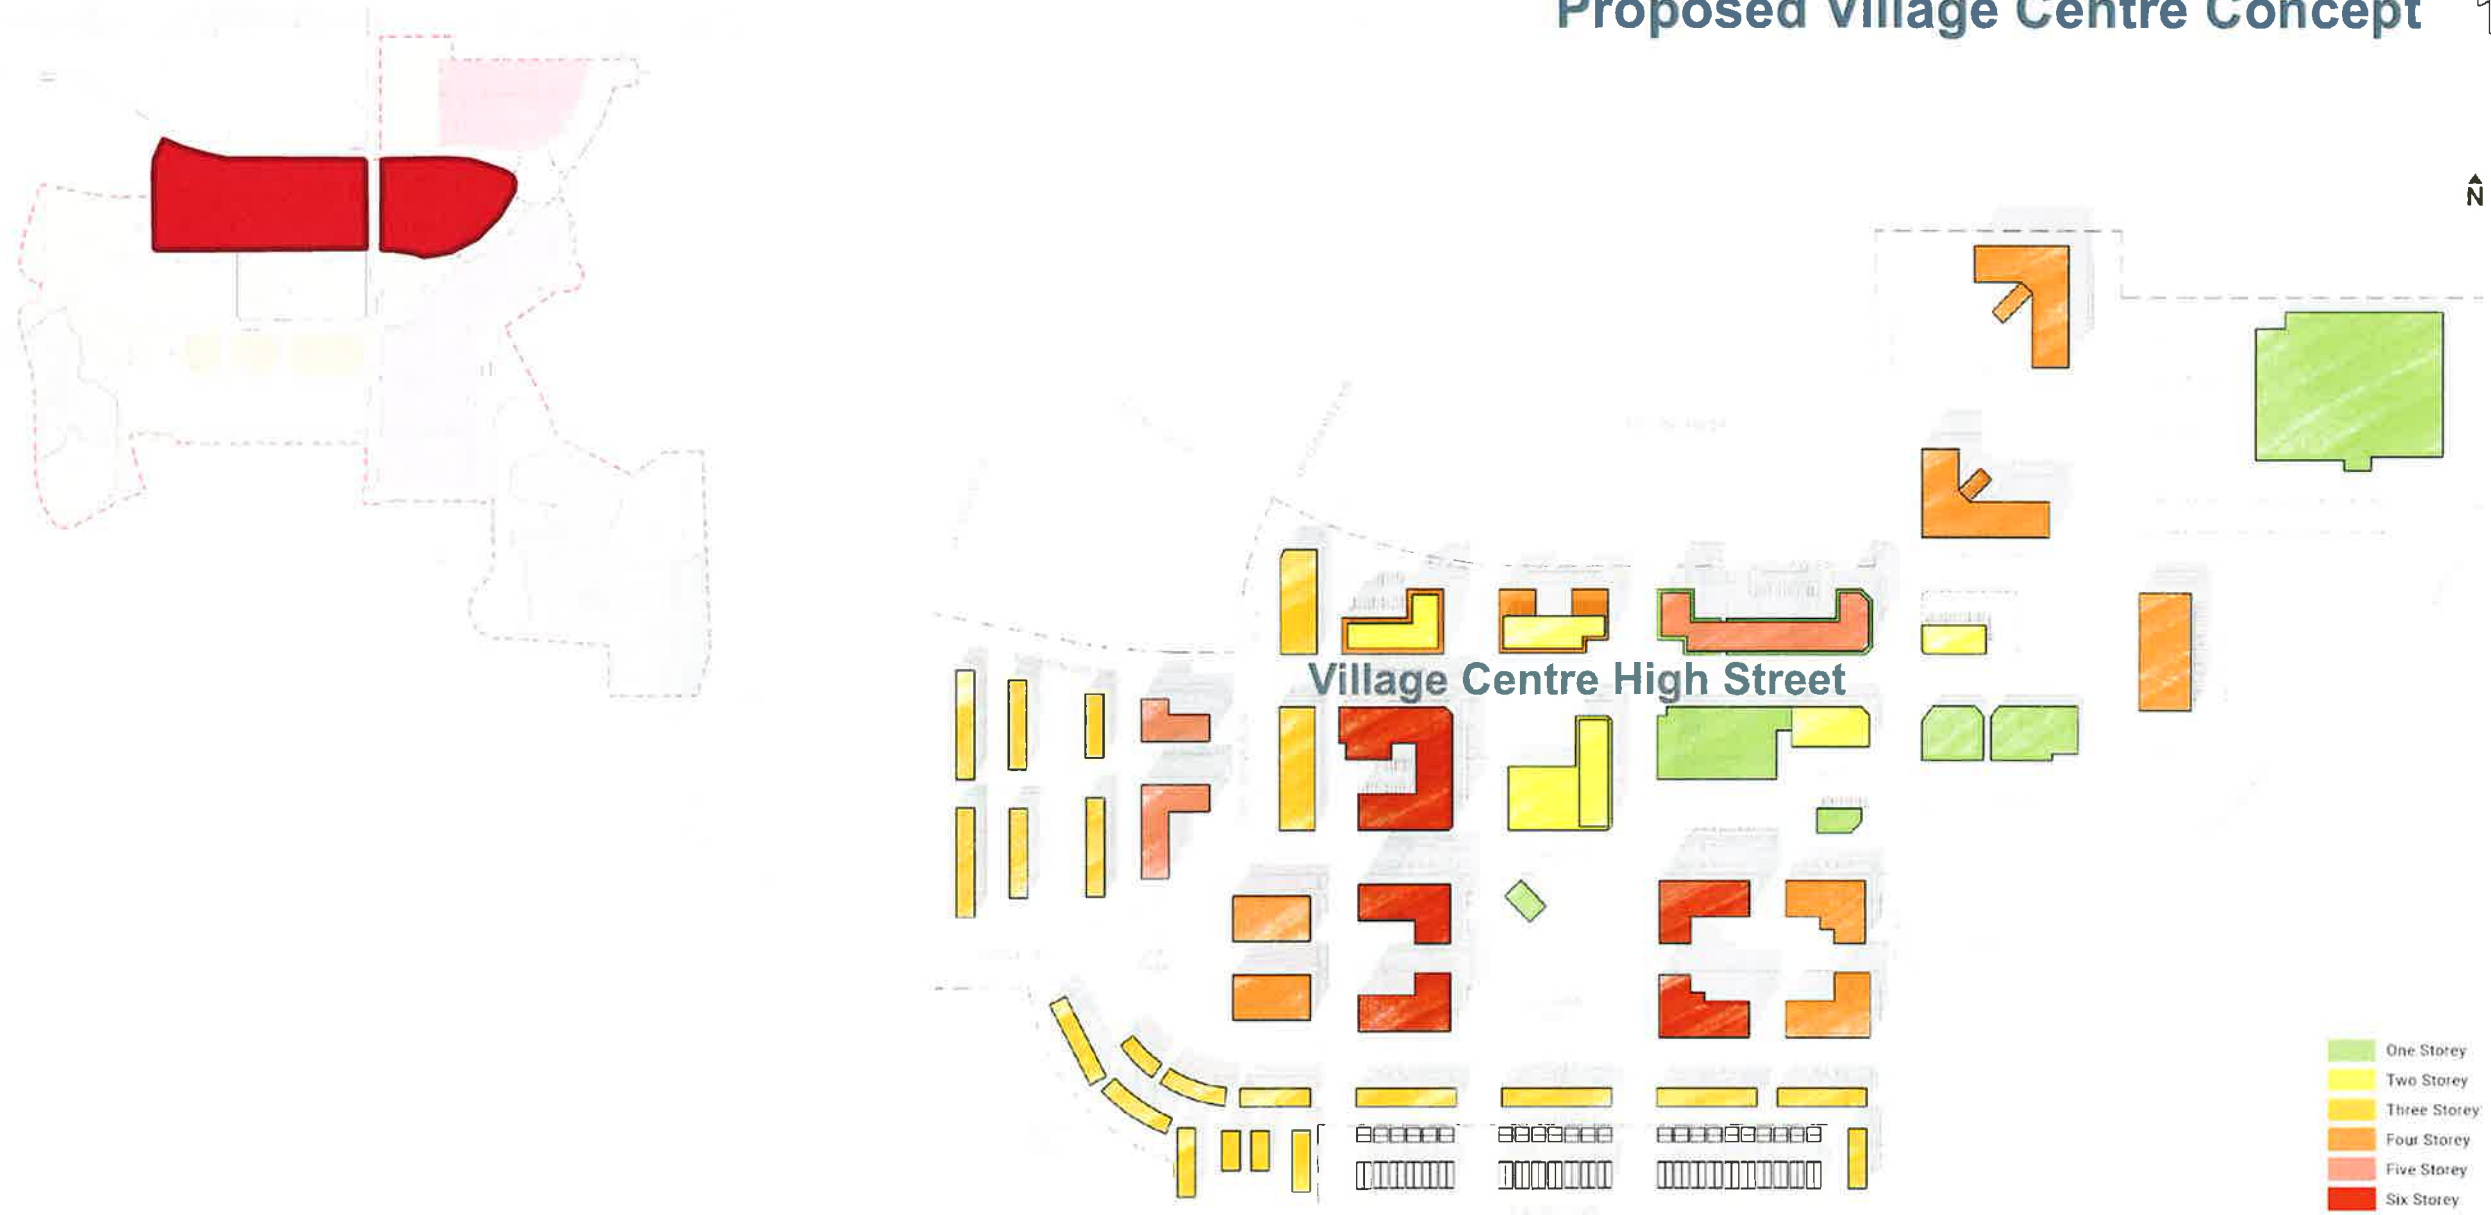 Proposed Village Centre Concept
N
Village Centre High Street
One Storey
Two Storey
Three Storey
Four Storey
Five Storey
Six Storey